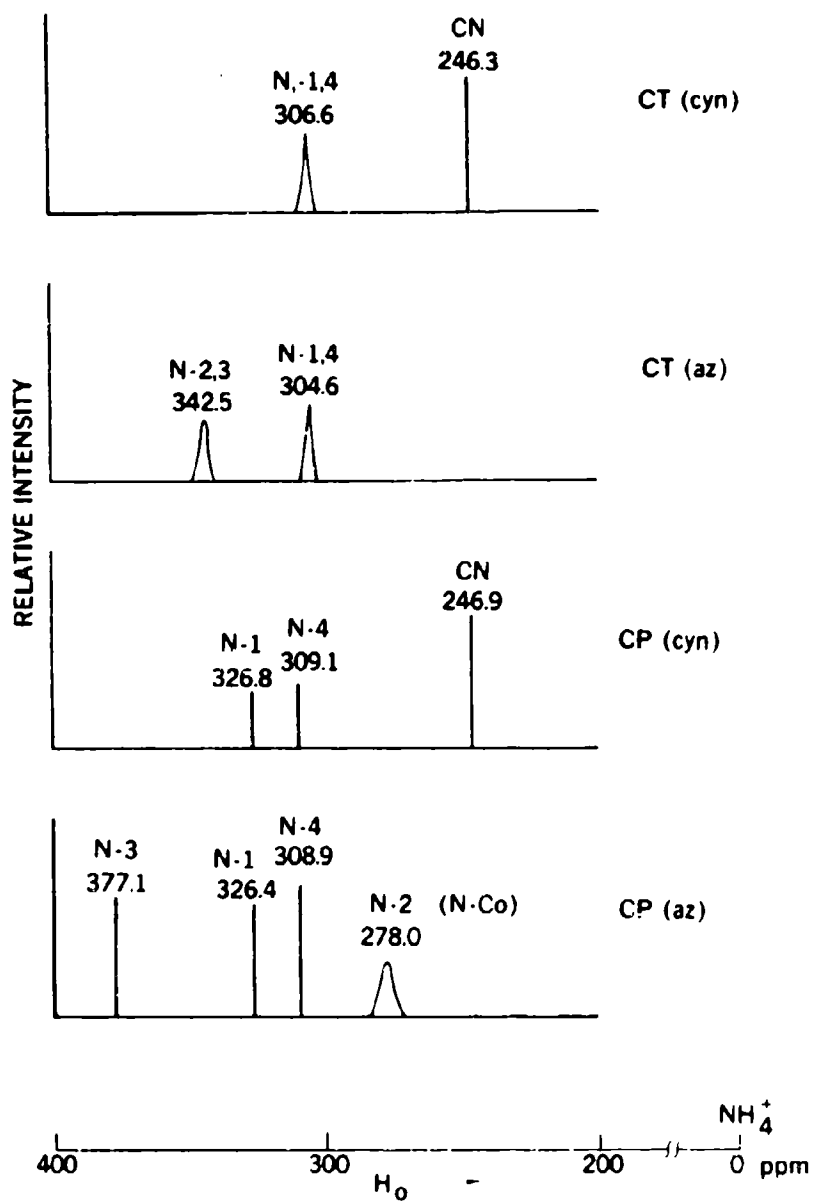 CN
246.3
N,-1,4
306.6
CT (cyn)
N-2,3
342.5
N-1,4
304.6
CT (az)
RELATIVE INTENSITY
N-1
326.8
N-4
309.1
CN
246.9
CP (cyn)
N-3
377.1
N-1
326.4
N-4
308.9
N-2 (N-Co)
278.0
CP (az)
NH4+
400 300 200 0 ppm
Ho